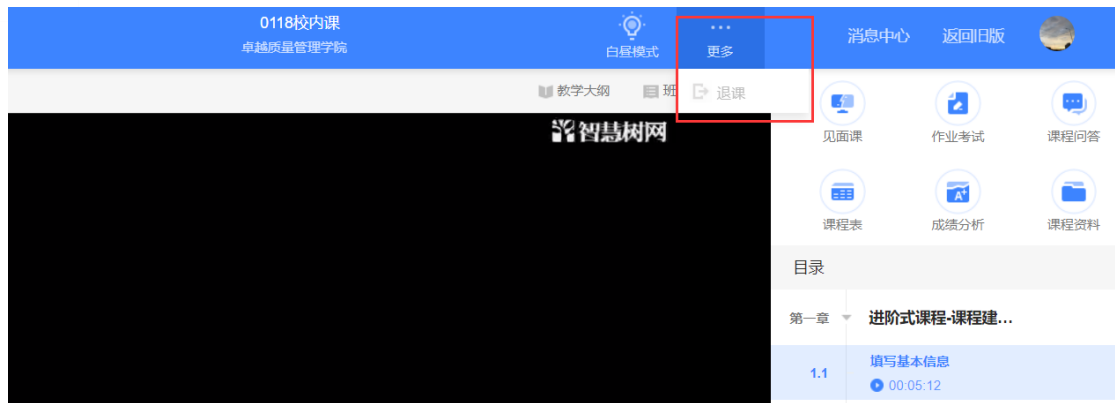 0118校内课
卓越质量管理学院
白昼模式
更多
消息中心
返回旧版
教学大纲
班
退课
智慧树网
见面课
作业考试
课程问答
课程表
成绩分析
课程资料
目录
第一章 进阶式课程-课程建...
1.1 填写基本信息
00:05:12